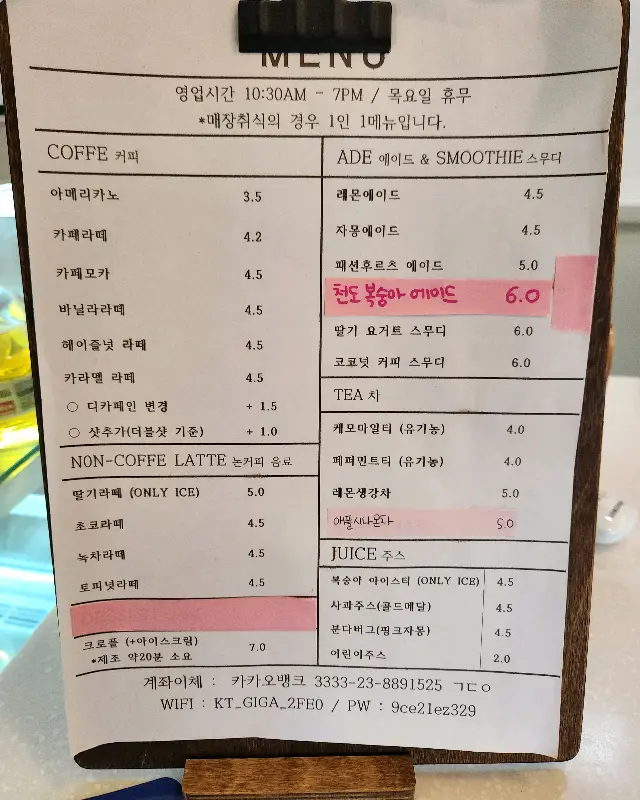 MENU
영업시간 10:30AM - 7PM / 목요일 휴무
*매장취식의 경우 1인 1메뉴입니다.
COFFE 커피
아메리카노 3.5
카페라떼 4.2
카페모카 4.5
바닐라라떼 4.5
헤이즐넛 라떼 4.5
카라멜 라떼 4.5
○ 디카페인 변경 + 1.5
○ 샷추가(더블샷 기준) + 1.0
NON-COFFE LATTE 논커피 음료
딸기라떼 (ONLY ICE) 5.0
초코라떼 4.5
녹차라떼 4.5
토피넛라떼 4.5
크로플 (+아이스크림) 7.0
*제조 약20분 소요
ADE 에이드 & SMOOTHIE 스무디
레몬에이드 4.5
자몽에이드 4.5
패션후르츠 에이드 5.0
천도복숭아 에이드 6.0
딸기 요거트 스무디 6.0
코코넛 커피 스무디 6.0
TEA 차
캐모마일티 (유기농) 4.0
페퍼민트티 (유기농) 4.0
레몬생강차 5.0
애플시나몬차 5.0
JUICE 주스
복숭아 아이스티 (ONLY ICE) 4.5
사과주스(골드메달) 4.5
분다버그(핑크자몽) 4.5
어린이주스 2.0
계좌이체 : 카카오뱅크 3333-23-8891525 ㄱㄷㅇ
WIFI : KT_GIGA_2FE0 / PW : 9ce21ez329